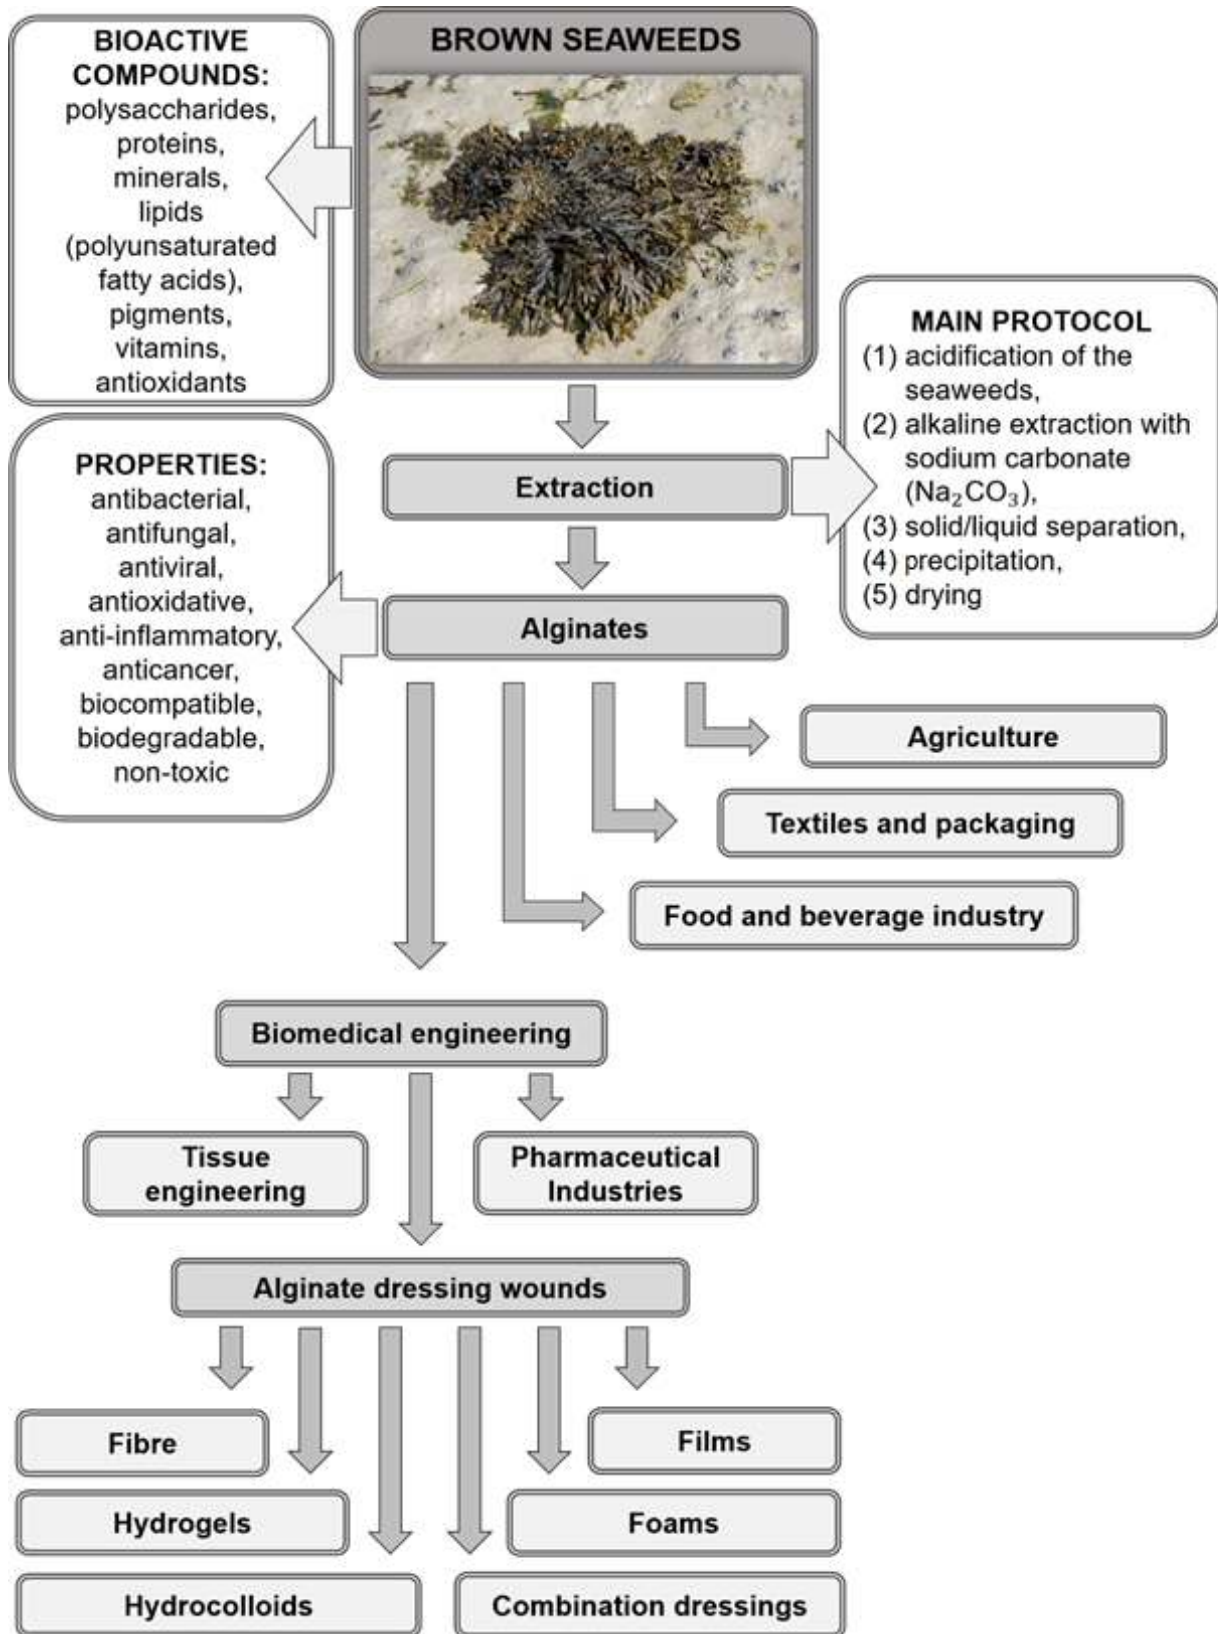 BIOACTIVE
COMPOUNDS:
polysaccharides,
proteins,
minerals,
lipids
(polyunsaturated
fatty acids),
pigments,
vitamins,
antioxidants
BROWN SEAWEEDS
MAIN PROTOCOL
(1) acidification of the
seaweeds,
(2) alkaline extraction with
sodium carbonate
(Na₂CO₃),
(3) solid/liquid separation,
(4) precipitation,
(5) drying
Extraction
PROPERTIES:
antibacterial,
antifungal,
antiviral,
antioxidative,
anti-inflammatory,
anticancer,
biocompatible,
biodegradable,
non-toxic
Alginates
Agriculture
Textiles and packaging
Food and beverage industry
Biomedical engineering
Tissue
engineering
Pharmaceutical
Industries
Alginate dressing wounds
Fibre
Films
Hydrogels
Foams
Hydrocolloids
Combination dressings